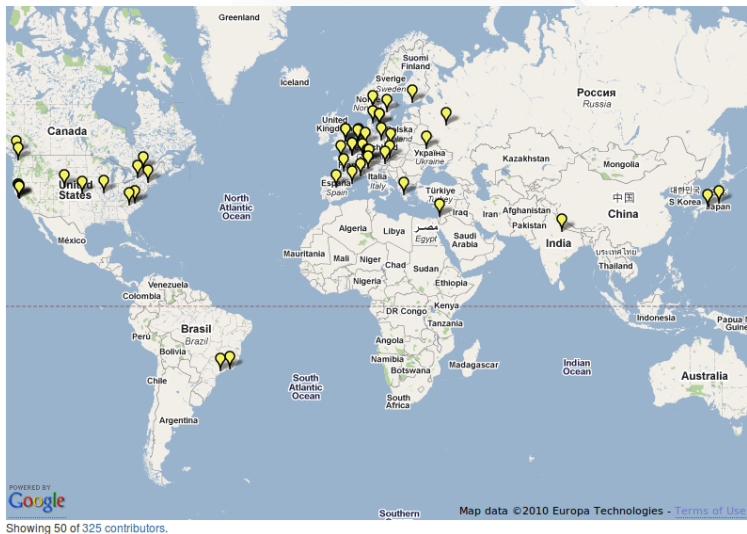 Greenland
Iceland
Suomi
Finland
Sverige
Sweden
Россия
Russia
Canada
United
Україна
Ukraine
Kazakhstan
Mongolia
España
Spain
Italia
Italy
Türkiye
Turkey
United
States
North
Atlantic
Ocean
中国
China
대한민국
S Korea
Japan
Iraq
Iran
Afghanistan
Pakistan
México
Algeria
Libya
مصر
Egypt
Saudi
Arabia
India
Mauritania
Mali
Niger
Chad
Sudan
ประเทศไทย
Thailand
Nigeria
Ethiopia
Venezuela
Colombia
DR Congo
Kenya
Indonesia
Papua
Guine
Tanzania
Brasil
Brazil
Perú
Bolivia
Angola
Namibia
Botswana
Madagascar
Indian
Ocean
Australia
Chile
South
Atlantic
Ocean
South
Africa
Argentina
POWERED BY
Google
Southern
Map data ©2010 Europa Technologies - Terms of Use
Showing 50 of 325 contributors.